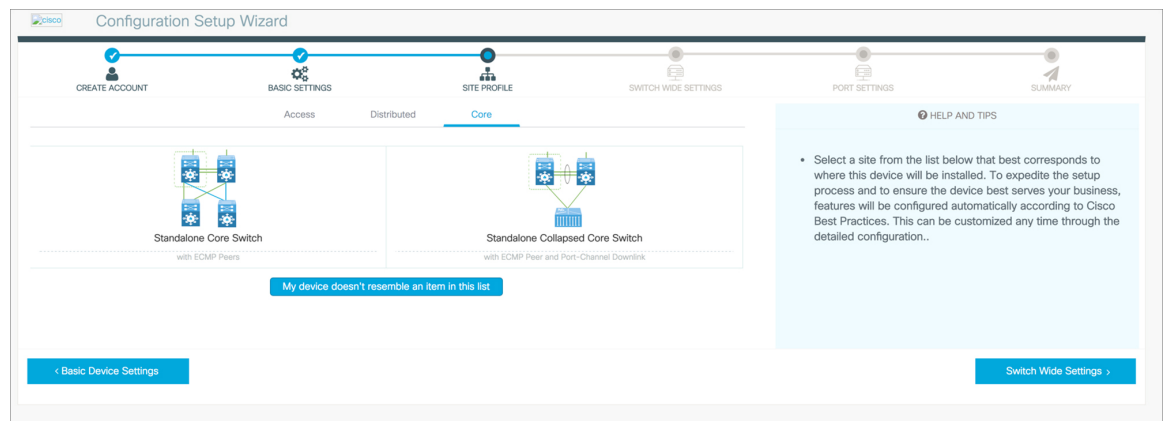 cisco
Configuration Setup Wizard
CREATE ACCOUNT
BASIC SETTINGS
SITE PROFILE
SWITCH WIDE SETTINGS
PORT SETTINGS
SUMMARY
Access
Distributed
Core
HELP AND TIPS
Standalone Core Switch
with ECMP Peers
Standalone Collapsed Core Switch
with ECMP Peer and Port-Channel Downlink
My device doesn't resemble an item in this list
• Select a site from the list below that best corresponds to
where this device will be installed. To expedite the setup
process and to ensure the device best serves your business,
features will be configured automatically according to Cisco
Best Practices. This can be customized any time through the
detailed configuration..
‹ Basic Device Settings
Switch Wide Settings ›